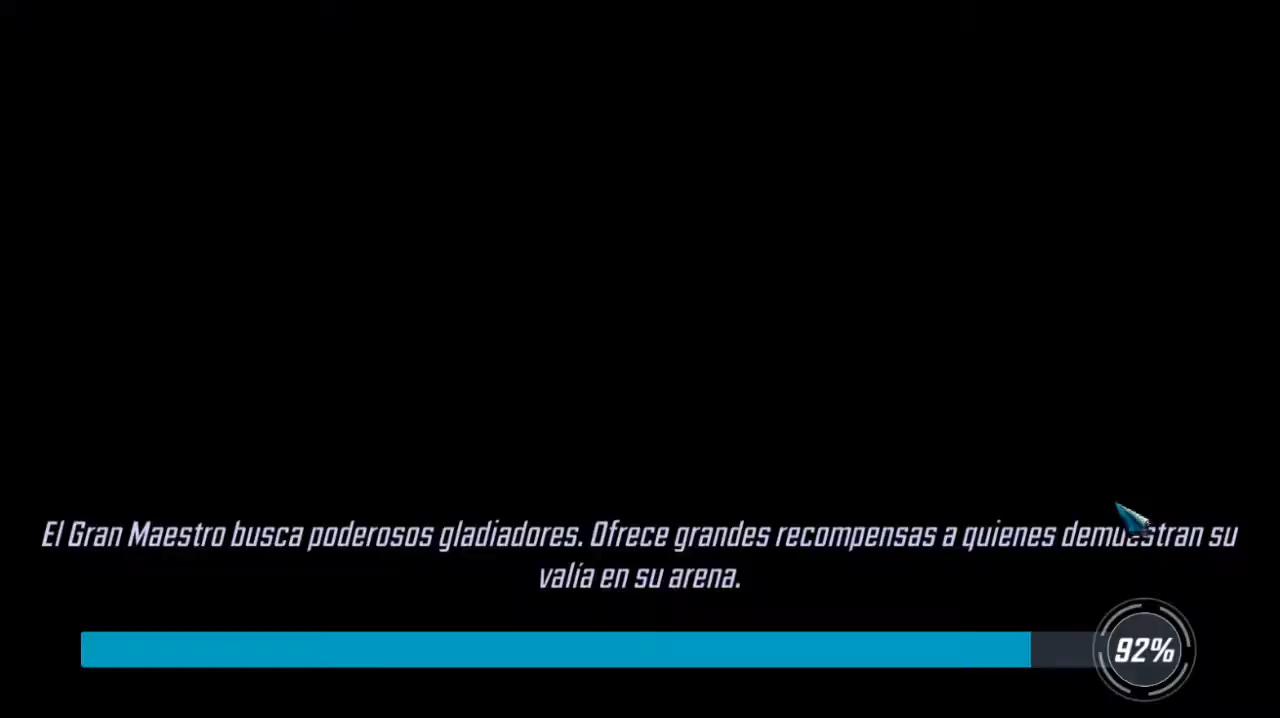 El Gran Maestro busca poderosos gladiadores. Ofrece grandes recompensas a quienes demuestran su
valía en su arena.
92%